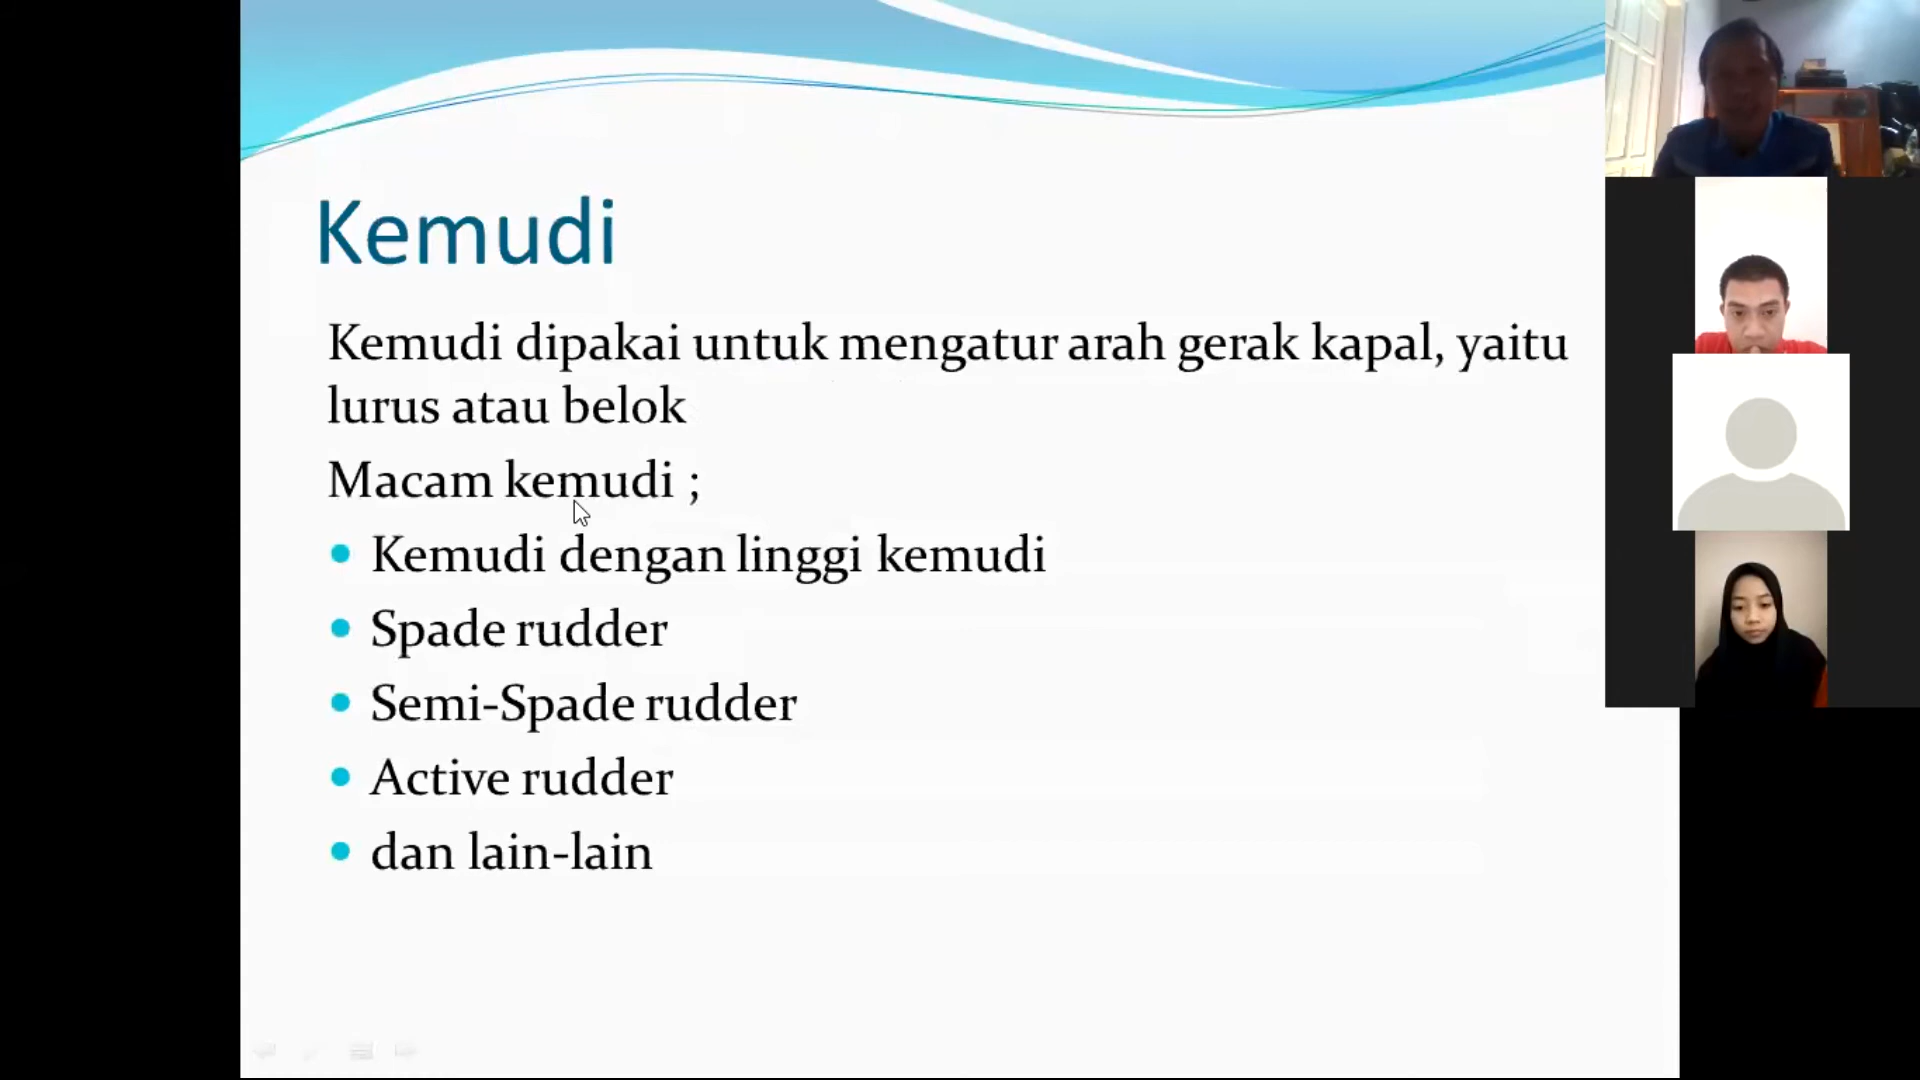 Kemudi
Kemudi dipakai untuk mengatur arah gerak kapal, yaitu
lurus atau belok
Macam kemudi ;
Kemudi dengan linggi kemudi
Spade rudder
Semi-Spade rudder
Active rudder
dan lain-lain